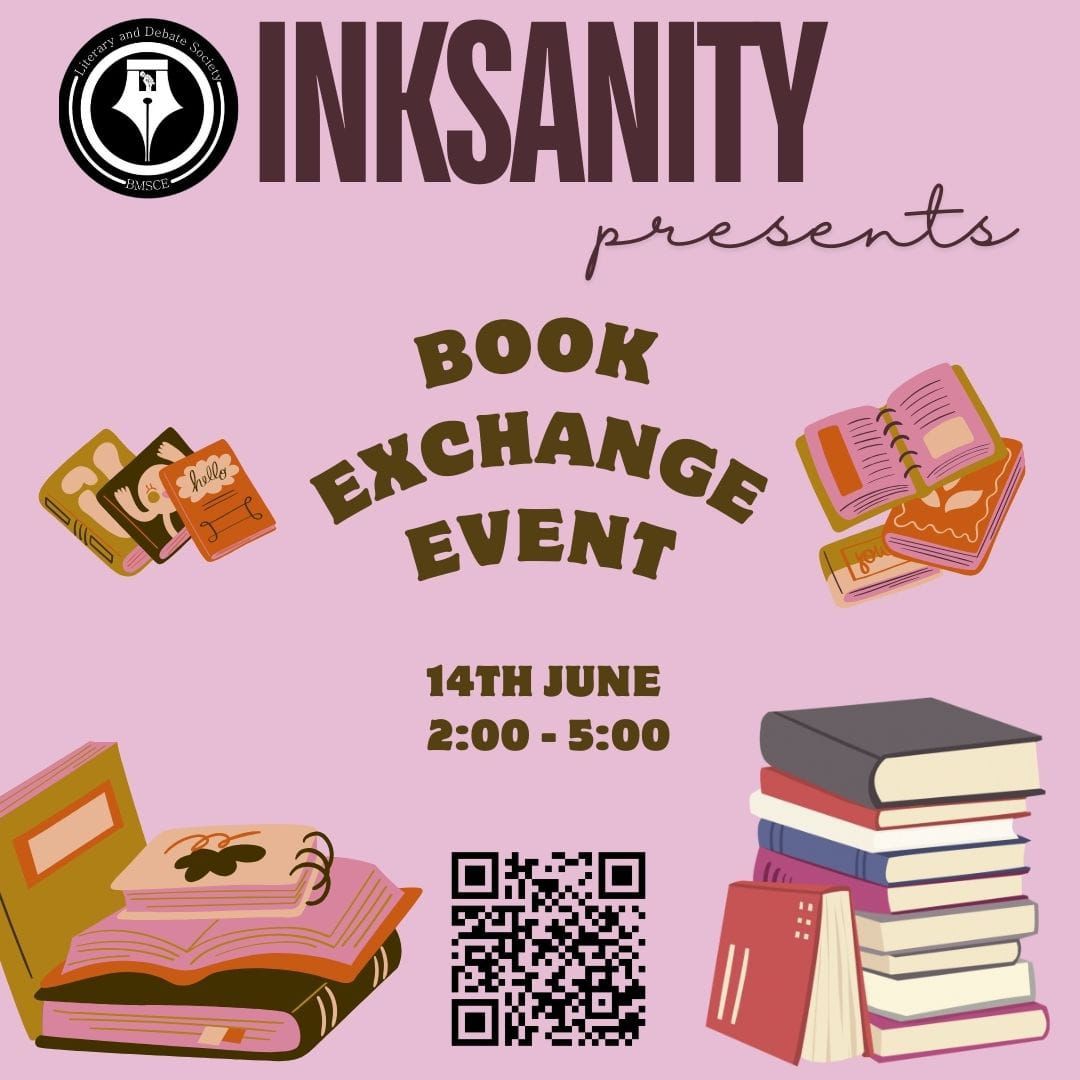 Literary and Debate Society
BMSCE
INKSANITY
presents
BOOK
EXCHANGE
EVENT
hello
14TH JUNE
2:00 - 5:00